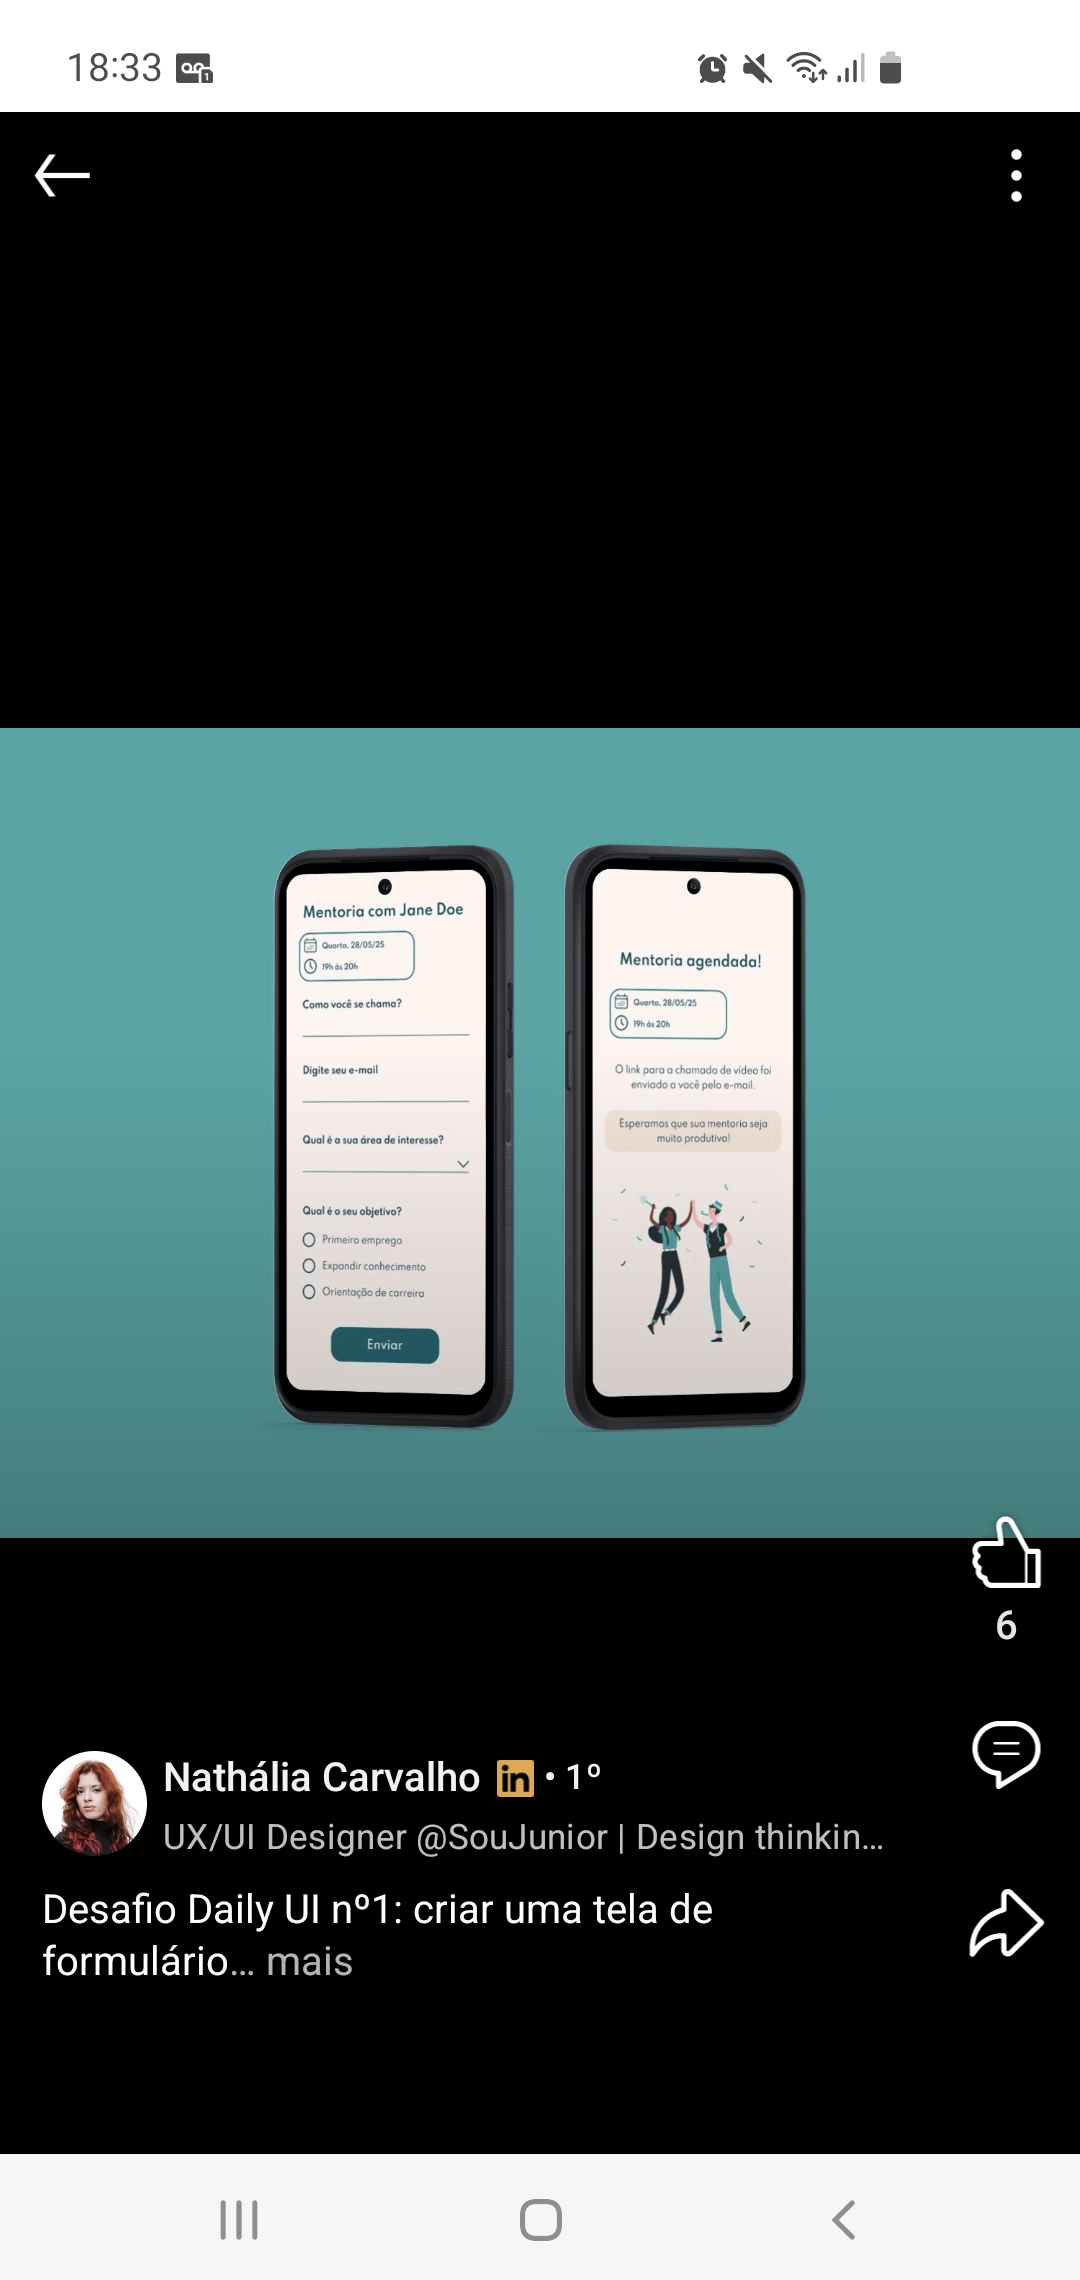 18:33
Mentoria com Jane Doe
Quarta, 28/05/25
19h às 20h
Como você se chama?
Digite seu e-mail
Qual é a sua área de interesse?
Qual é o seu objetivo?
Primeiro emprego
Expandir conhecimento
Orientação de carreira
Enviar
Mentoria agendada!
Quarta, 28/05/25
19h às 20h
O link para a chamada de vídeo foi
enviado a você pelo e-mail.
Esperamos que sua mentoria seja
muito produtiva!
6
Nathália Carvalho in • 1º
UX/UI Designer @SouJunior | Design thinkin...
Desafio Daily UI nº1: criar uma tela de
formulário... mais